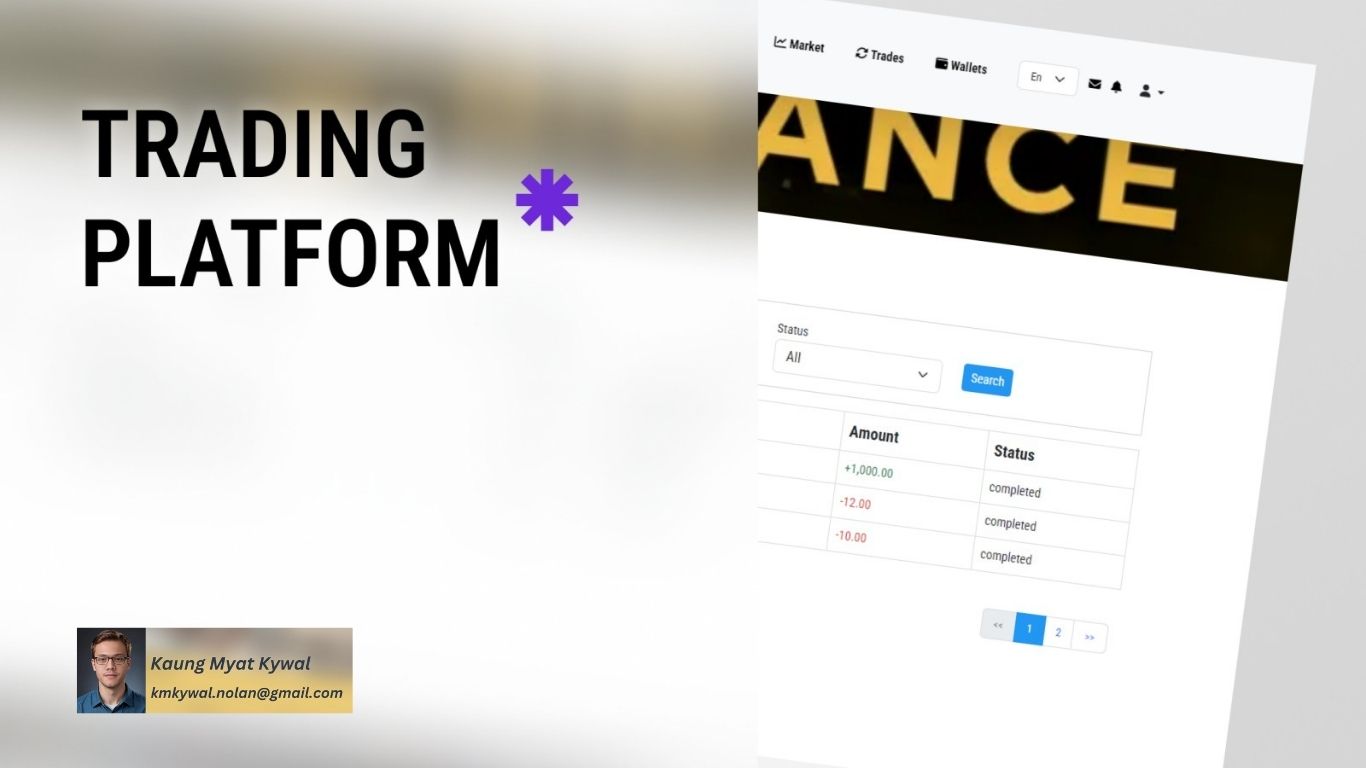 TRADING
PLATFORM
Kaung Myat Kywal
kmkywal.nolan@gmail.com
Market Trades Wallets En
ANCE
Status
All Search
Amount Status
+1,000.00 completed
-12.00 completed
-10.00 completed
<< 1 2 >>